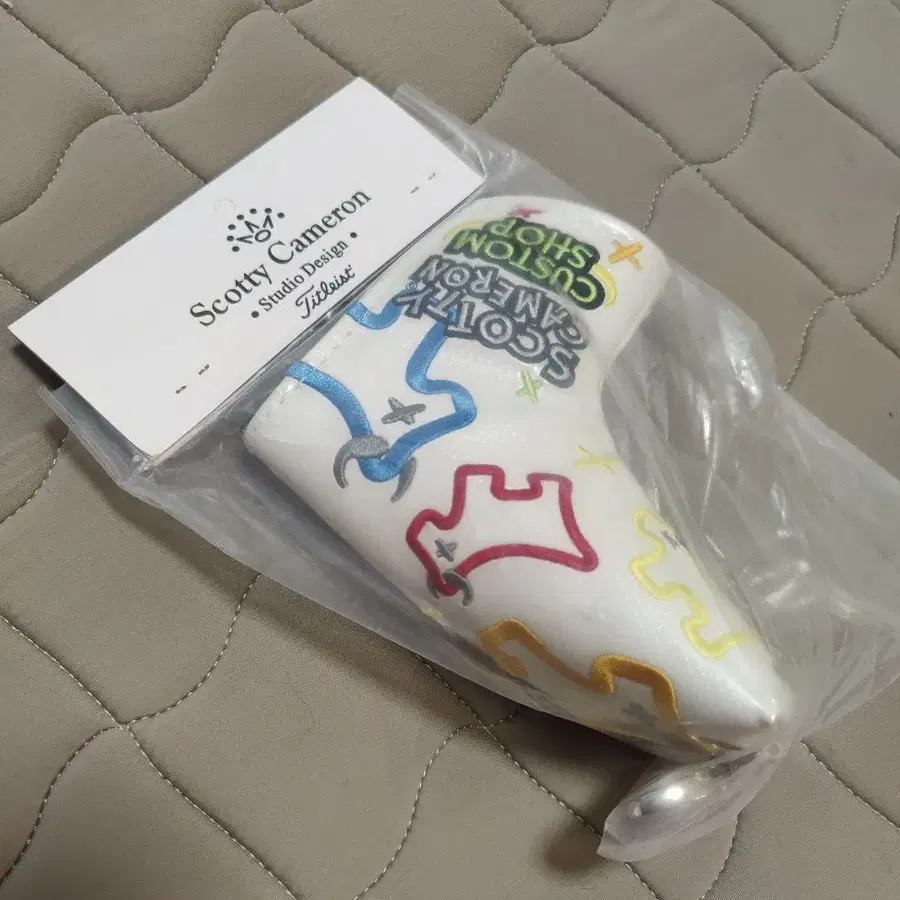 Scotty Cameron
• Studio Design •
Titleist
SCOTTY
CAMERON
CUSTOM
SHOP